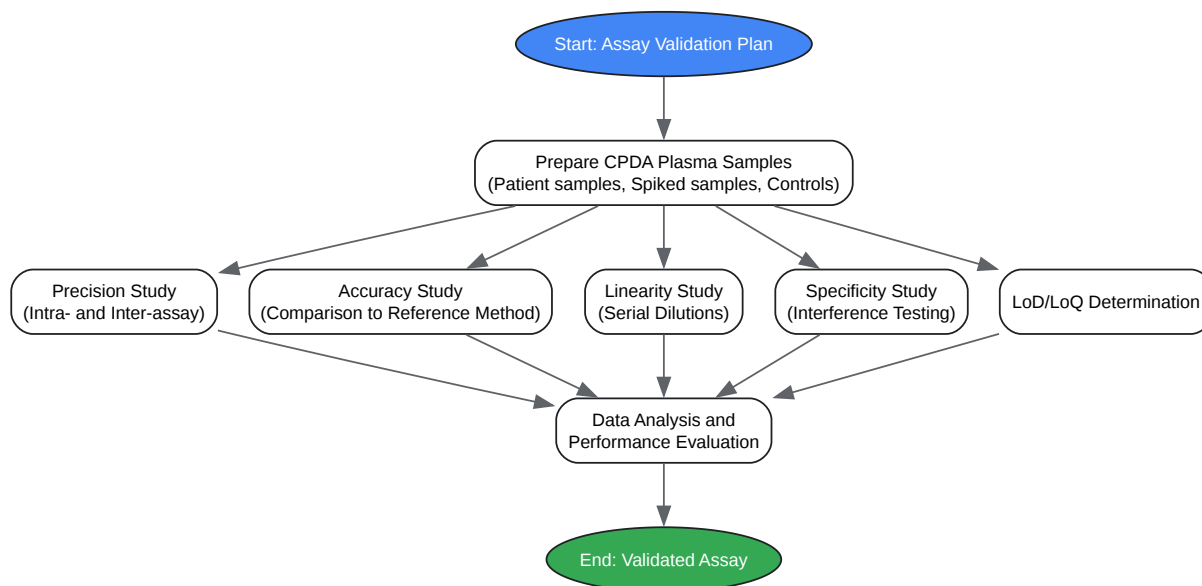 Start: Assay Validation Plan
Prepare CPDA Plasma Samples
(Patient samples, Spiked samples, Controls)
Precision Study
(Intra- and Inter-assay)
Accuracy Study
(Comparison to Reference Method)
Linearity Study
(Serial Dilutions)
Specificity Study
(Interference Testing)
LoD/LoQ Determination
Data Analysis and
Performance Evaluation
End: Validated Assay